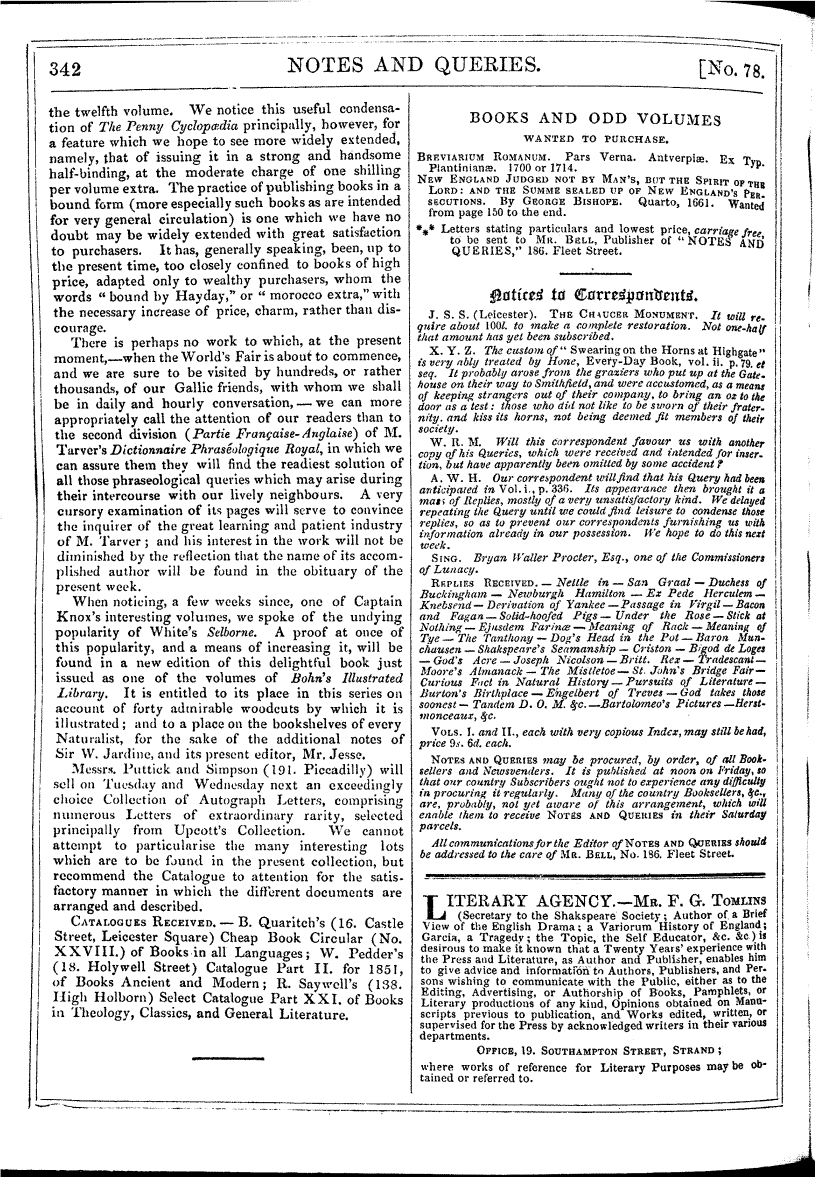 342
NOTES AND QUERIES.
[No. 78.
the twelfth volume. We notice this useful condensa-
tion of The Penny Cyclopædia principally, however, for
a feature which we hope to see more widely extended,
namely, that of issuing it in a strong and handsome
half-binding, at the moderate charge of one shilling
per volume extra. The practice of publishing books in a
bound form (more especially such books as are intended
for very general circulation) is one which we have no
doubt may be widely extended with great satisfaction
to purchasers. It has, generally speaking, been, up to
the present time, too closely confined to books of high
price, adapted only to wealthy purchasers, whom the
words "bound by Hayday," or "morocco extra," with
the necessary increase of price, charm, rather than dis-
courage.
There is perhaps no work to which, at the present
moment,—when the World's Fair is about to commence,
and we are sure to be visited by hundreds, or rather
thousands, of our Gallic friends, with whom we shall
be in daily and hourly conversation, — we can more
appropriately call the attention of our readers than to
the second division (Partie Française-Anglaise) of M.
Tarver's Dictionnaire Phraséologique Royal, in which we
can assure them they will find the readiest solution of
all those phraseological queries which may arise during
their intercourse with our lively neighbours. A very
cursory examination of its pages will serve to convince
the inquirer of the great learning and patient industry
of M. Tarver; and his interest in the work will not be
diminished by the reflection that the name of its accom-
plished author will be found in the obituary of the
present week.
When noticing, a few weeks since, one of Captain
Knox's interesting volumes, we spoke of the undying
popularity of White's Selborne. A proof at once of
this popularity, and a means of increasing it, will be
found in a new edition of this delightful book just
issued as one of the volumes of Bohn's Illustrated
Library. It is entitled to its place in this series on
account of forty admirable woodcuts by which it is
illustrated; and to a place on the bookshelves of every
Naturalist, for the sake of the additional notes of
Sir W. Jardine, and its present editor, Mr. Jesse.
Messrs. Puttick and Simpson (191. Piccadilly) will
sell on Tuesday and Wednesday next an exceedingly
choice Collection of Autograph Letters, comprising
numerous Letters of extraordinary rarity, selected
principally from Upcott's Collection. We cannot
attempt to particularise the many interesting lots
which are to be found in the present collection, but
recommend the Catalogue to attention for the satis-
factory manner in which the different documents are
arranged and described.
CATALOGUES RECEIVED. — B. Quaritch's (16. Castle
Street, Leicester Square) Cheap Book Circular (No.
XXVIII.) of Books in all Languages; W. Pedder's
(18. Holywell Street) Catalogue Part II. for 1851,
of Books Ancient and Modern; R. Saywell's (138.
High Holborn) Select Catalogue Part XXI. of Books
in Theology, Classics, and General Literature.
BOOKS AND ODD VOLUMES
WANTED TO PURCHASE.
BREVIARIUM ROMANUM. Pars Verna. Antverpiæ. Ex Typ.
Plantinianæ. 1700 or 1714.
NEW ENGLAND JUDGED NOT BY MAN'S, BUT THE SPIRIT OF THE
LORD: AND THE SUMME SEALED UP OF NEW ENGLAND'S PER-
SECUTIONS. By GEORGE BISHOPE. Quarto, 1661. Wanted
from page 150 to the end.
*** Letters stating particulars and lowest price, carriage free,
to be sent to MR. BELL, Publisher of "NOTES AND
QUERIES," 186. Fleet Street.
Notices to Correspondents.
J. S. S. (Leicester). THE CHAUCER MONUMENT. It will re-
quire about 100l. to make a complete restoration. Not one-half
that amount has yet been subscribed.
X. Y. Z. The custom of "Swearing on the Horns at Highgate"
is very ably treated by Hone, Every-Day Book, vol. ii. p. 79. et
seq. It probably arose from the graziers who put up at the Gate-
house on their way to Smithfield, and were accustomed, as a means
of keeping strangers out of their company, to bring an ox to the
door as a test: those who did not like to be sworn of their frater-
nity, and kiss its horns, not being deemed fit members of their
society.
W. R. M. Will this correspondent favour us with another
copy of his Queries, which were received and intended for inser-
tion, but have apparently been omitted by some accident?
A. W. H. Our correspondent will find that his Query had been
anticipated in Vol. i., p. 336. Its appearance then brought it a
mass of Replies, mostly of a very unsatisfactory kind. We delayed
repeating the Query until we could find leisure to condense those
replies, so as to prevent our correspondents furnishing us with
information already in our possession. We hope to do this next
week.
SING. Bryan Waller Procter, Esq., one of the Commissioners
of Lunacy.
REPLIES RECEIVED. — Nettle in — San Graal — Duchess of
Buckingham — Newburgh Hamilton — Ex Pede Herculem —
Knebsend — Derivation of Yankee — Passage in Virgil — Bacon
and Fagan — Solid-hoofed Pigs — Under the Rose — Stick at
Nothing — Ejusdem Farinæ — Meaning of Rack — Meaning of
Tye — The Tanthony — Dog's Head in the Pot — Baron Mun-
chausen — Shakspeare's Seamanship — Criston — Bigod de Loges
— God's Acre — Joseph Nicolson — Britt. Rex — Tradescant —
Moore's Almanack — The Mistletoe — St. John's Bridge Fair —
Curious Fact in Natural History — Pursuits of Literature —
Burton's Birthplace — Engelbert of Treves — God takes those
soonest — Tandem D. O. M. &c. — Bartolomeo's Pictures — Herst-
monceaux, &c.
VOLS. I. and II., each with very copious Index, may still be had,
price 9s. 6d. each.
NOTES AND QUERIES may be procured, by order, of all Book-
sellers and Newsvenders. It is published at noon on Friday, so
that our country Subscribers ought not to experience any difficulty
in procuring it regularly. Many of the country Booksellers, &c.,
are, probably, not yet aware of this arrangement, which will
enable them to receive NOTES AND QUERIES in their Saturday
parcels.
All communications for the Editor of NOTES AND QUERIES should
be addressed to the care of MR. BELL, No. 186. Fleet Street.
LITERARY AGENCY.—MR. F. G. TOMLINS
(Secretary to the Shakspeare Society; Author of a Brief
View of the English Drama; a Variorum History of England;
Garcia, a Tragedy; the Topic, the Self Educator, &c. &c.) is
desirous to make it known that a Twenty Years' experience with
the Press and Literature, as Author and Publisher, enables him
to give advice and information to Authors, Publishers, and Per-
sons wishing to communicate with the Public, either as to the
Editing, Advertising, or Authorship of Books, Pamphlets, or
Literary productions of any kind. Opinions obtained on Manu-
scripts previous to publication, and Works edited, written, or
supervised for the Press by acknowledged writers in their various
departments.
OFFICE, 19. SOUTHAMPTON STREET, STRAND;
where works of reference for Literary Purposes may be ob-
tained or referred to.